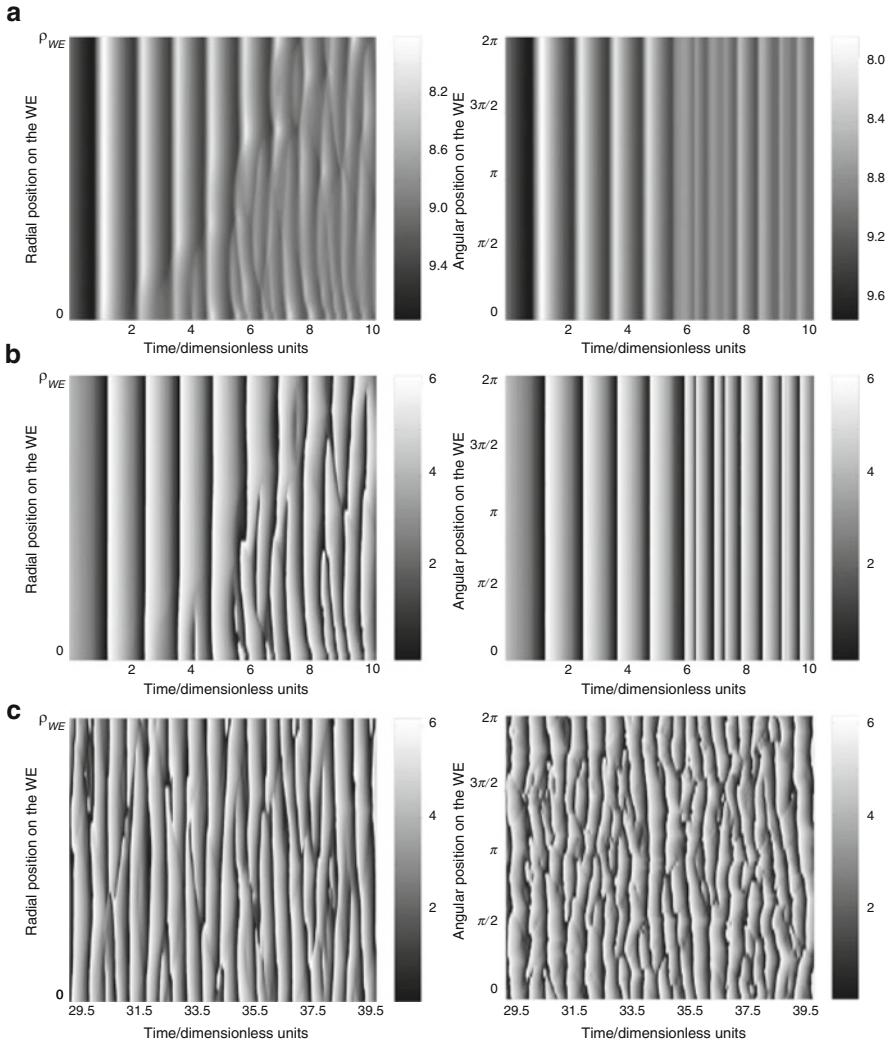 a
ρWE
Radial position on the WE
0
2 4 6 8 10
Time/dimensionless units
8.2
8.6
9.0
9.4
2π
3π/2
π
π/2
0
Angular position on the WE
2 4 6 8 10
Time/dimensionless units
8.0
8.4
8.8
9.2
9.6
b
ρWE
Radial position on the WE
0
2 4 6 8 10
Time/dimensionless units
6
4
2
2π
3π/2
π
π/2
0
Angular position on the WE
2 4 6 8 10
Time/dimensionless units
6
4
2
c
ρWE
Radial position on the WE
0
29.5 31.5 33.5 35.5 37.5 39.5
Time/dimensionless units
6
4
2
2π
3π/2
π
π/2
0
Angular position on the WE
29.5 31.5 33.5 35.5 37.5 39.5
Time/dimensionless units
6
4
2